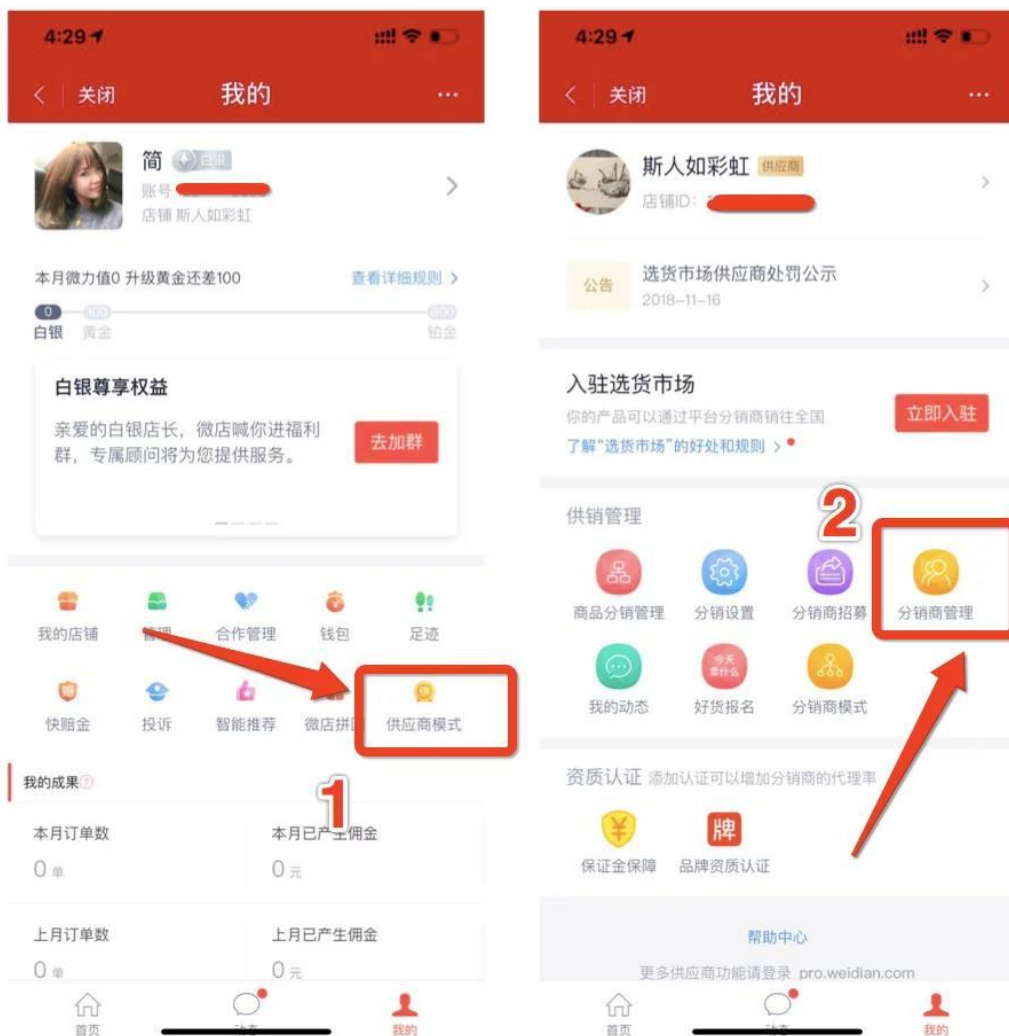 4:29
关闭
我的
简
白银
账号
店铺 斯人如彩虹
本月微力值0 升级黄金还差100
查看详细规则
0
100
白银
黄金
铂金
白银尊享权益
亲爱的白银店长，微店喊你进福利
群，专属顾问将为您提供服务。
去加群
我的店铺
管理
合作管理
钱包
足迹
快赔金
投诉
智能推荐
微店拼
供
供应商模式
1
我的成果?
本月订单数
本月已产生佣金
0 单
0 元
上月订单数
上月已产生佣金
0 单
0 元
首页
动态
我的
4:29
关闭
我的
斯人如彩虹
供应商
店铺ID:
公告
选货市场供应商处罚公示
2018-11-16
入驻选货市场
你的产品可以通过平台分销商销往全国
了解“选货市场”的好处和规则
立即入驻
供销管理
2
商品分销管理
分销设置
分销商招募
分销商管理
今天
卖什么
我的动态
好货报名
分销商模式
资质认证 添加认证可以增加分销商的代理率
¥
牌
保证金保障
品牌资质认证
帮助中心
更多供应商功能请登录 pro.weidian.com
首页
动态
我的